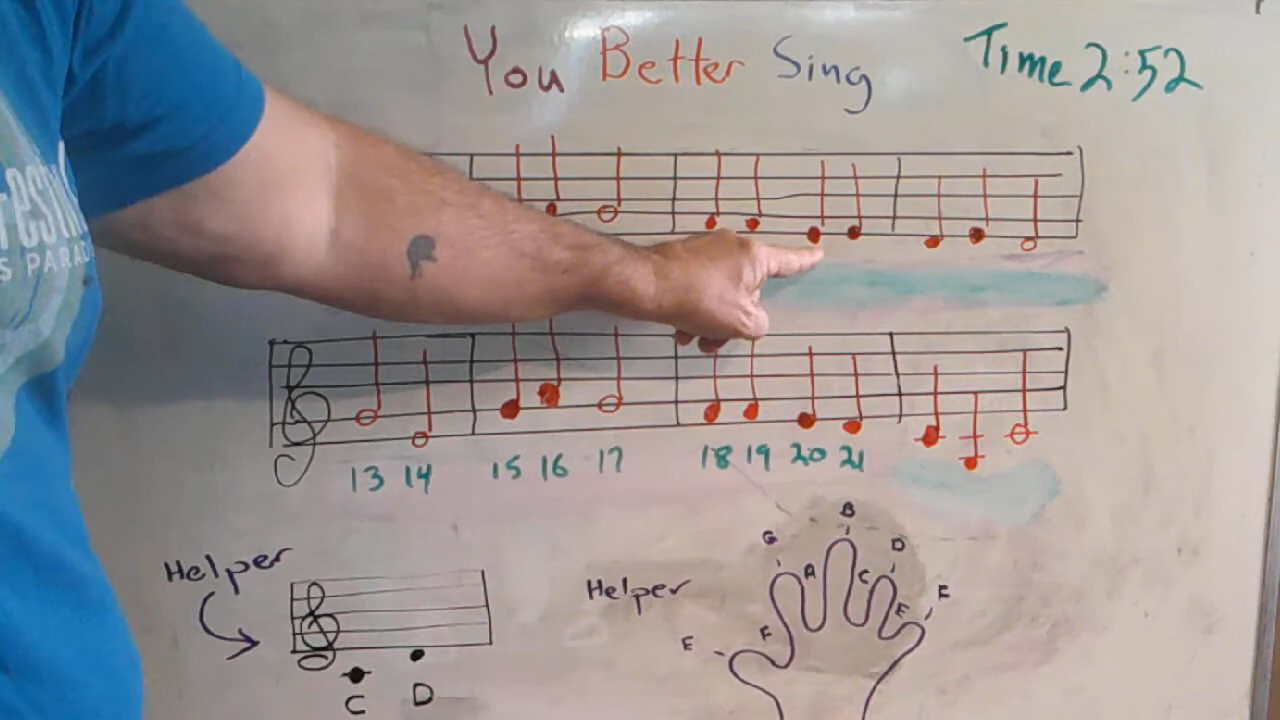 You Better Sing
Time 2:52
13 14 15 16 17 18 19 20 21
Helper
C D
Helper
E F G A B C D E F